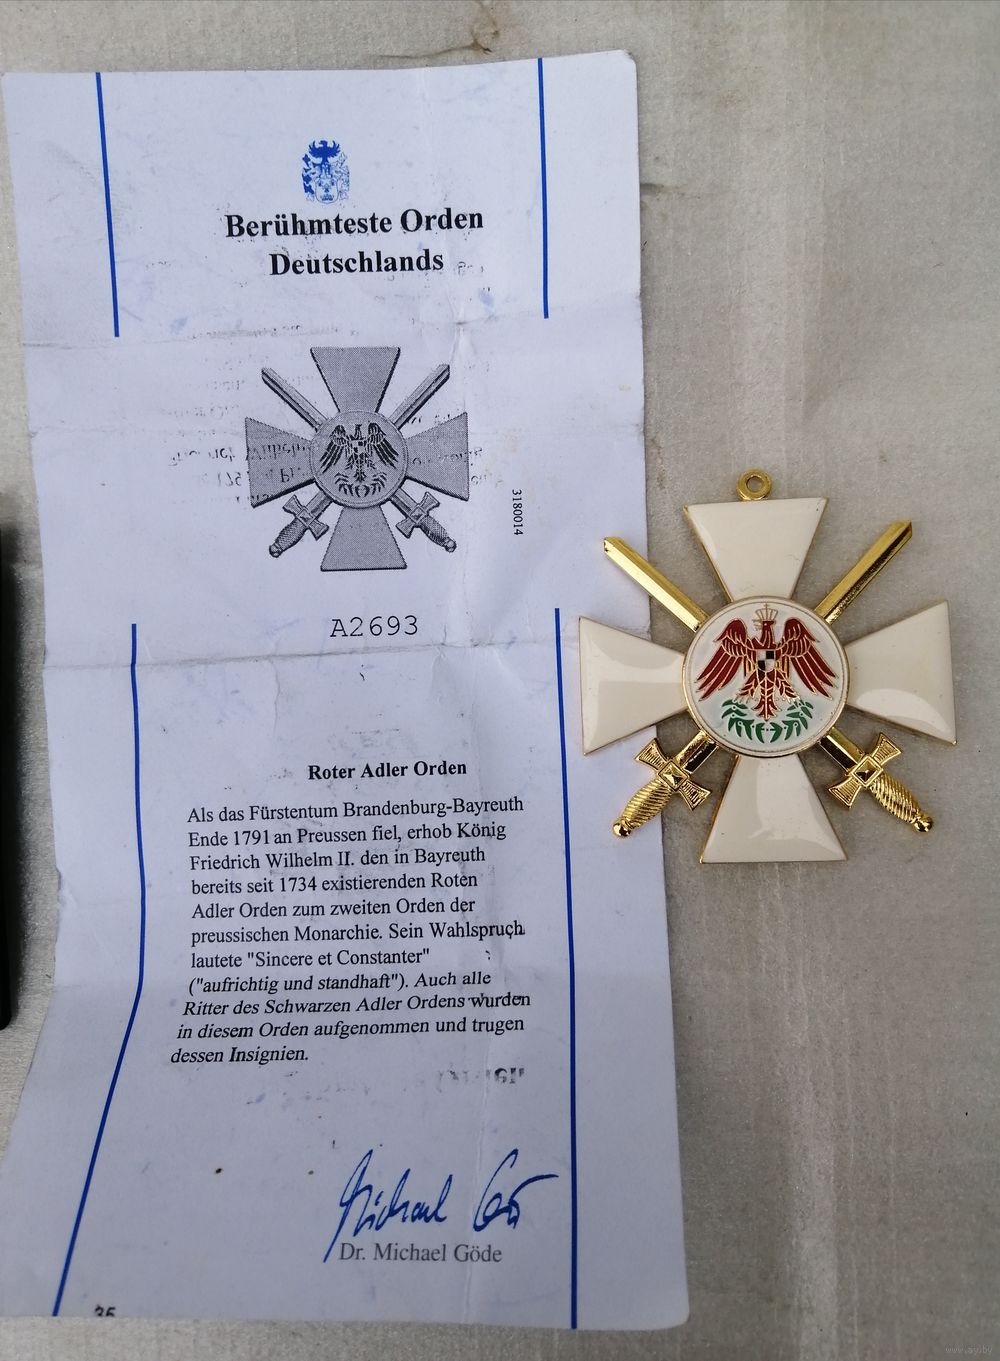 Berühmteste Orden
Deutschlands
3180014
A2693
Roter Adler Orden
Als das Fürstentum Brandenburg-Bayreuth
Ende 1791 an Preussen fiel, erhob König
Friedrich Wilhelm II. den in Bayreuth
bereits seit 1734 existierenden Roten
Adler Orden zum zweiten Orden der
preussischen Monarchie. Sein Wahlspruch
lautete "Sincere et Constanter"
("aufrichtig und standhaft"). Auch alle
Ritter des Schwarzen Adler Ordens wurden
in diesem Orden aufgenommen und trugen
dessen Insignien.
Michael
Dr. Michael Göde
www.ay.by